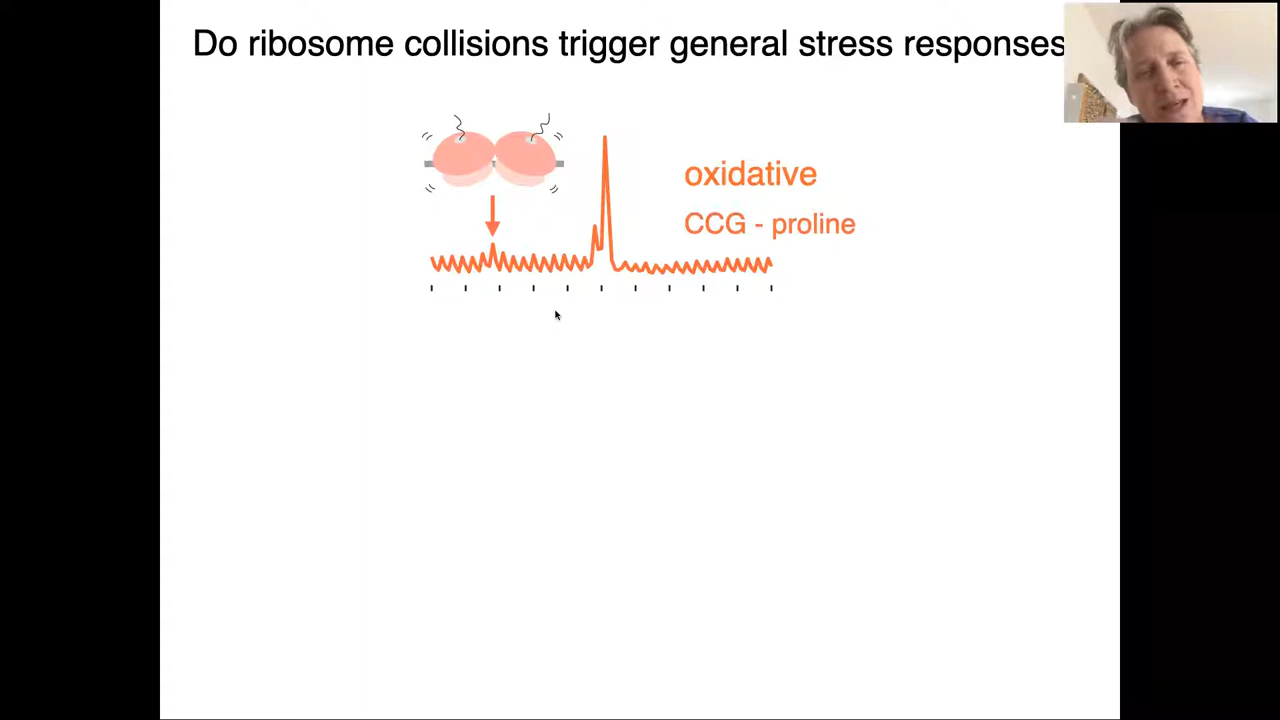 Do ribosome collisions trigger general stress responses
oxidative
CCG - proline